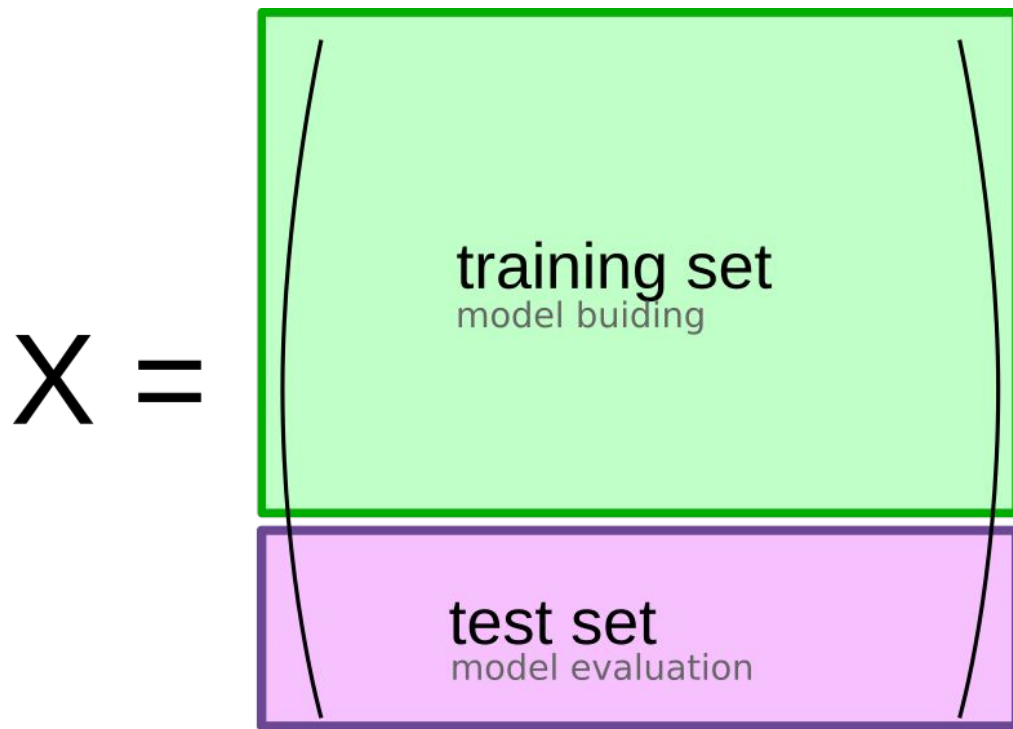 X =
training set
model buiding
test set
model evaluation